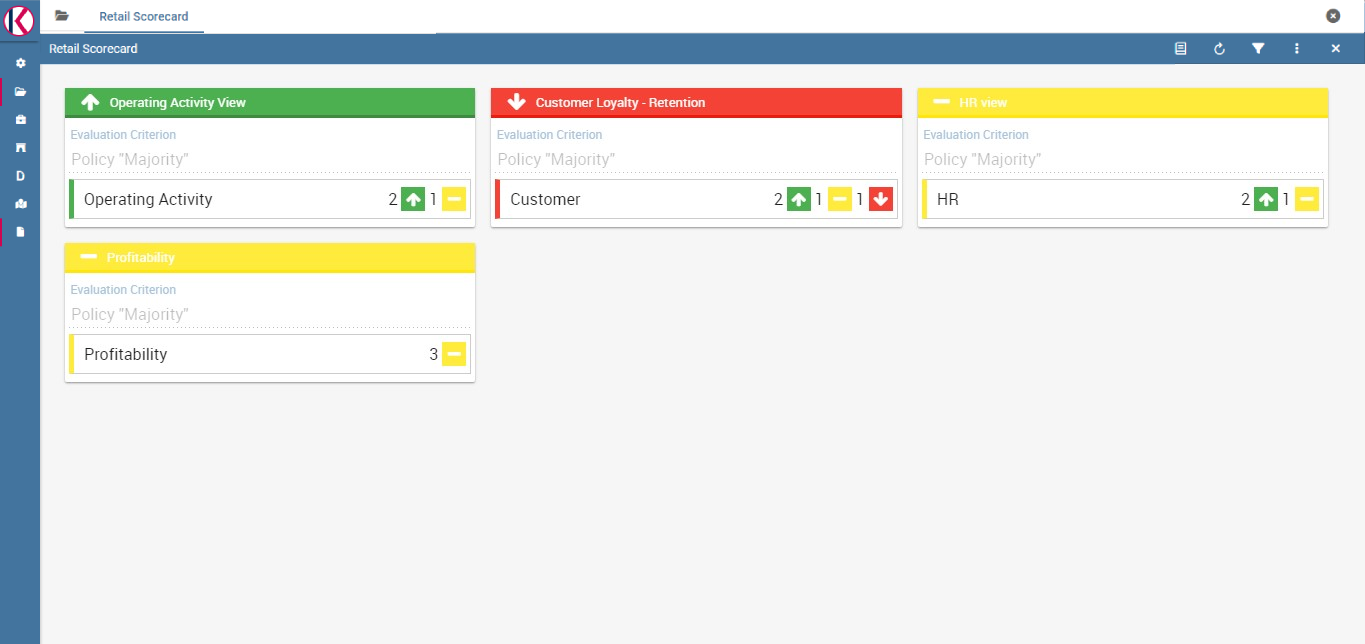 Retail Scorecard
Retail Scorecard
Operating Activity View
Evaluation Criterion
Policy "Majority"
Operating Activity 2 1
Customer Loyalty - Retention
Evaluation Criterion
Policy "Majority"
Customer 2 1 1
HR view
Evaluation Criterion
Policy "Majority"
HR 2 1
Profitability
Evaluation Criterion
Policy "Majority"
Profitability 3
K
D